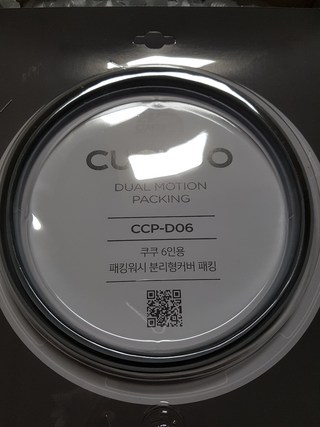 CUCKOO
DUAL MOTION
PACKING
CCP-D06
쿠쿠 6인용
패킹워시 분리형커버 패킹